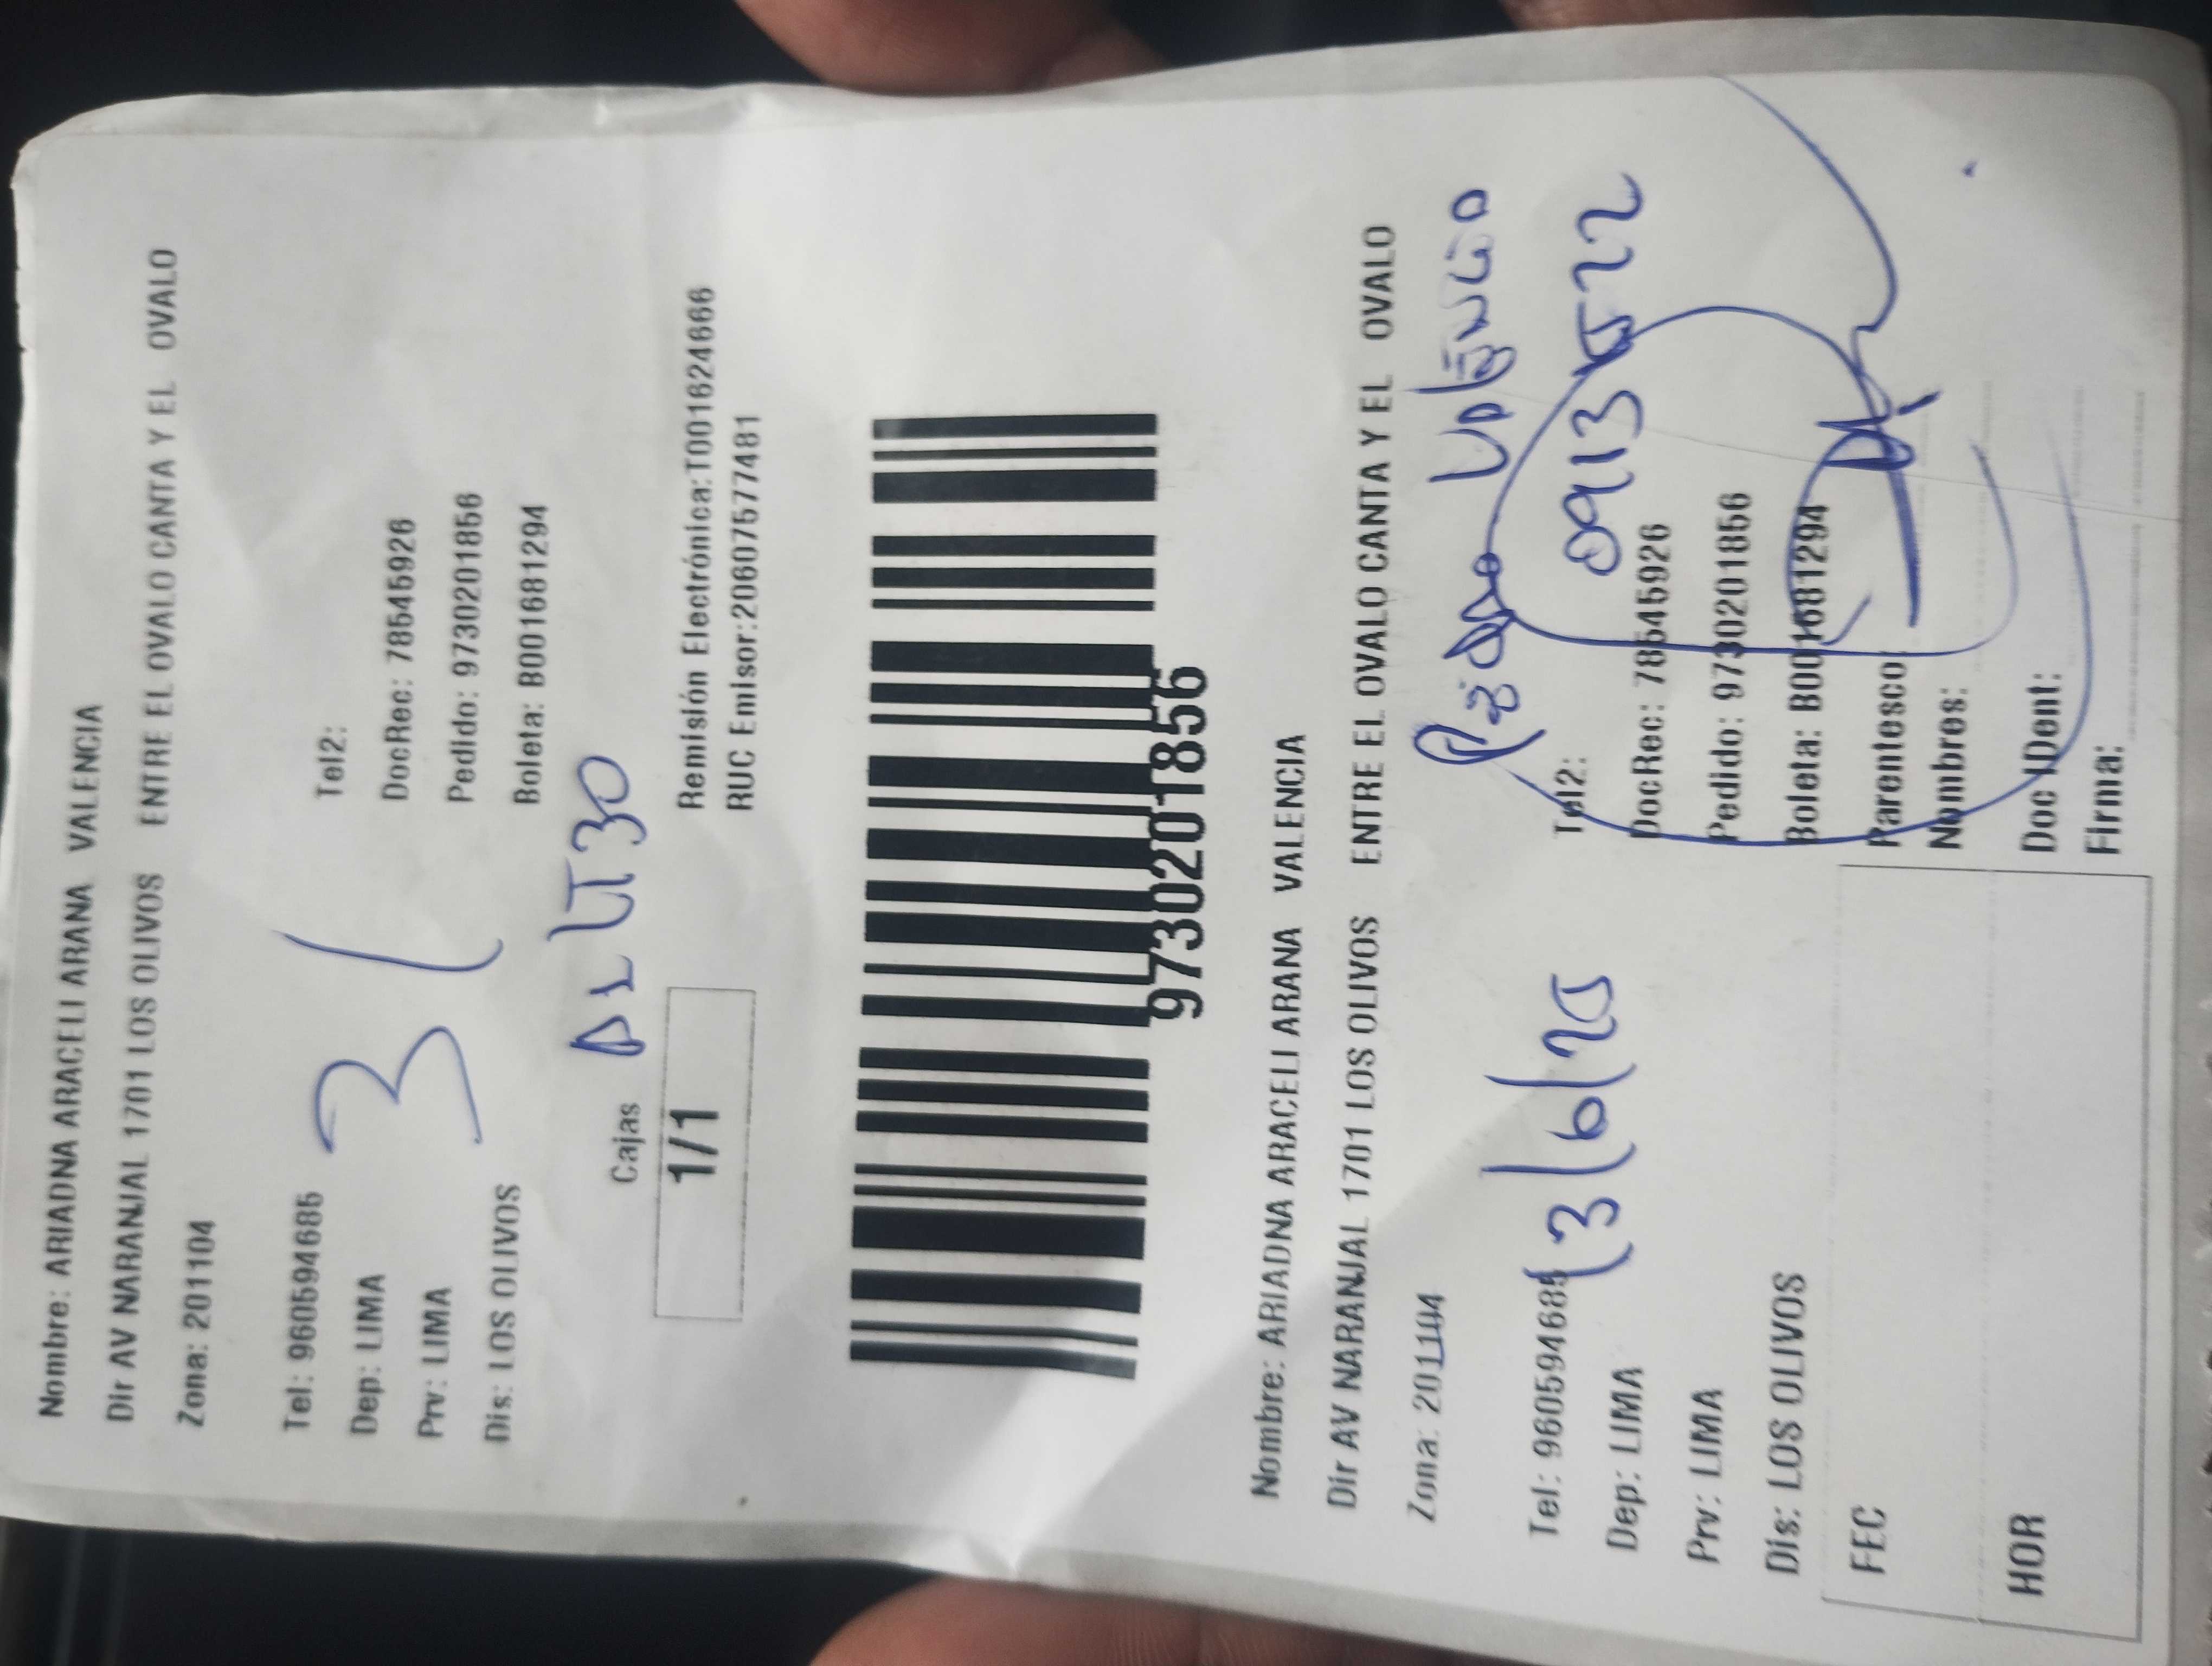 Nombre: ARIADNA ARACELI ARANA VALENCIA
Dir AV NARANJAL 1701 LOS OLIVOS ENTRE EL OVALO CANTA Y EL OVALO
Zona: 201104
Tel: 960594685 Tel2:
Dep: LIMA DocRec: 78545926
Prv: LIMA Pedido: 9730201856
Dis: LOS OLIVOS Boleta: B001681294
3
Cajas
1/1
Remisión Electrónica:T001624666
RUC Emisor:20607577481
9730201856
Nombre: ARIADNA ARACELI ARANA VALENCIA
Dir AV NARANJAL 1701 LOS OLIVOS ENTRE EL OVALO CANTA Y EL OVALO
Zona: 201104
Valencia
3/6/25
Tel: 960594685 Tel2:
Dep: LIMA DocRec: 78545926
Prv: LIMA Pedido: 9730201856
Dis: LOS OLIVOS Boleta: B001681294
FEC Parentesco:
Nombres:
HOR Doc IDent:
Firma: